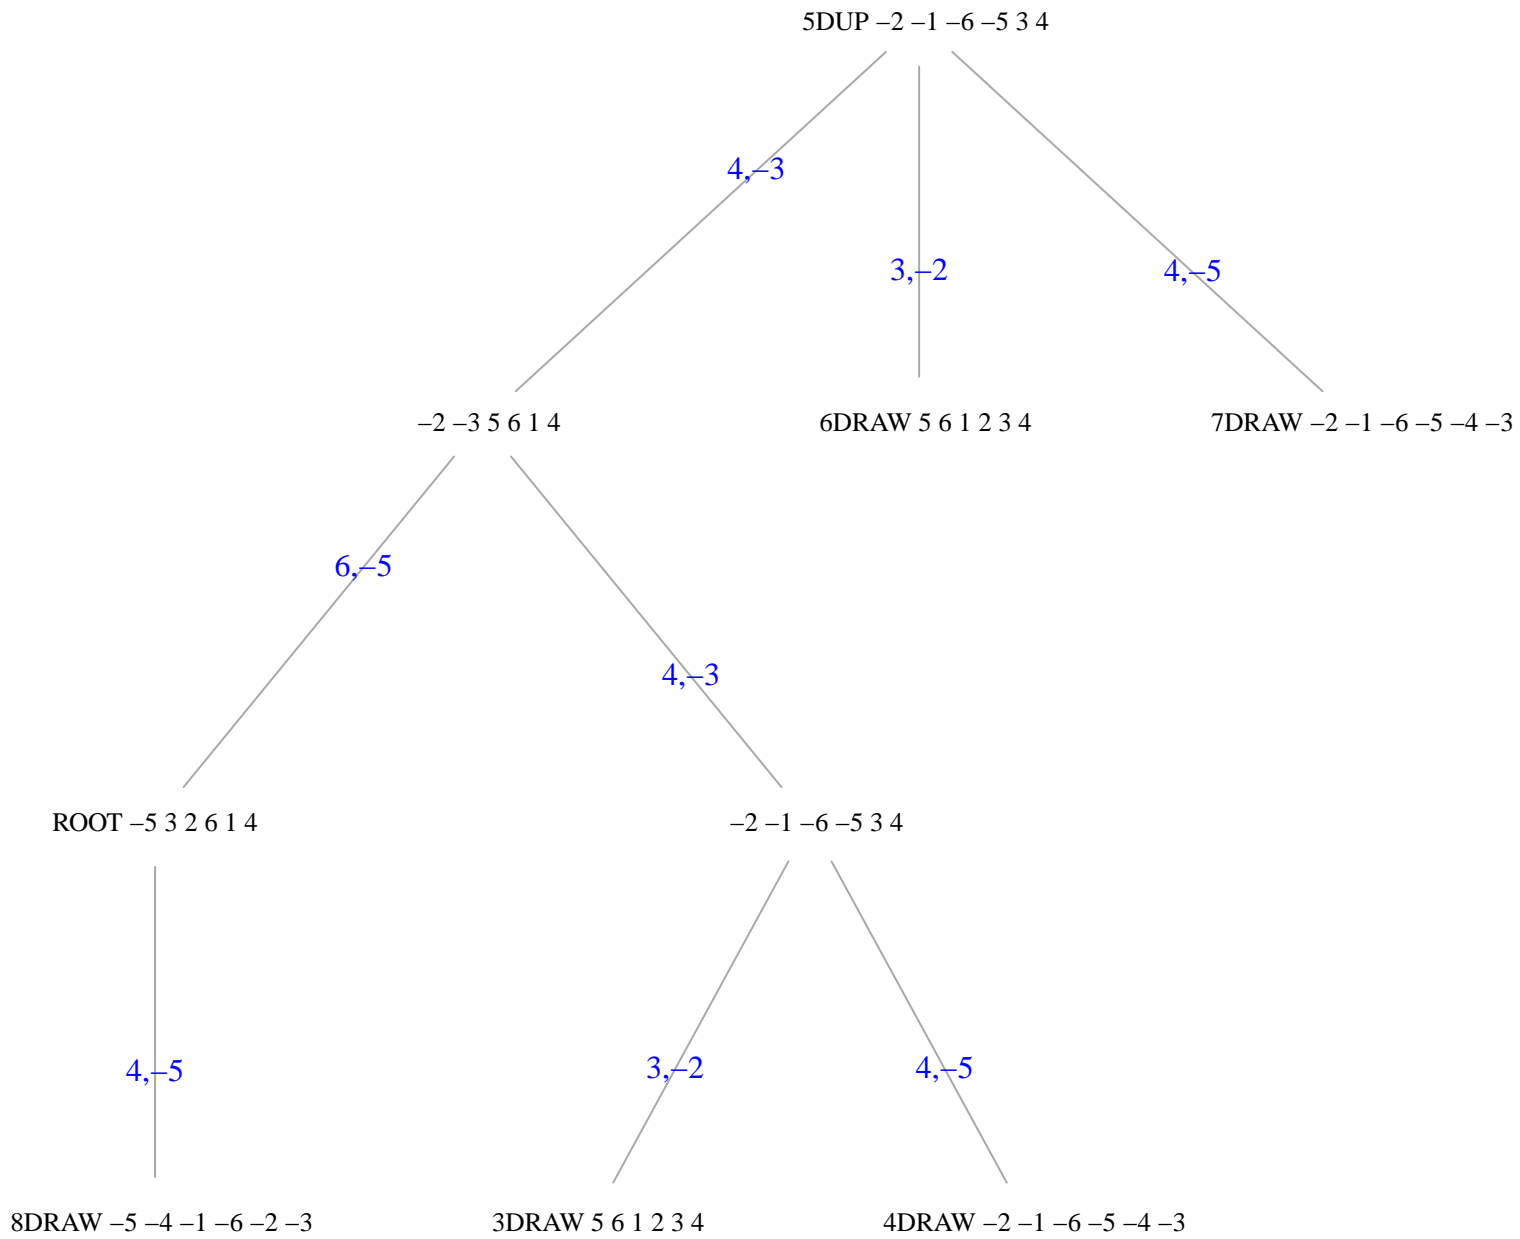 5DUP –2 –1 –6 –5 3 4
4,–3
3,–2
4,–5
–2 –3 5 6 1 4
6DRAW 5 6 1 2 3 4
7DRAW –2 –1 –6 –5 –4 –3
6,–5
4,–3
ROOT –5 3 2 6 1 4
–2 –1 –6 –5 3 4
4,–5
3,–2
4,–5
8DRAW –5 –4 –1 –6 –2 –3
3DRAW 5 6 1 2 3 4
4DRAW –2 –1 –6 –5 –4 –3